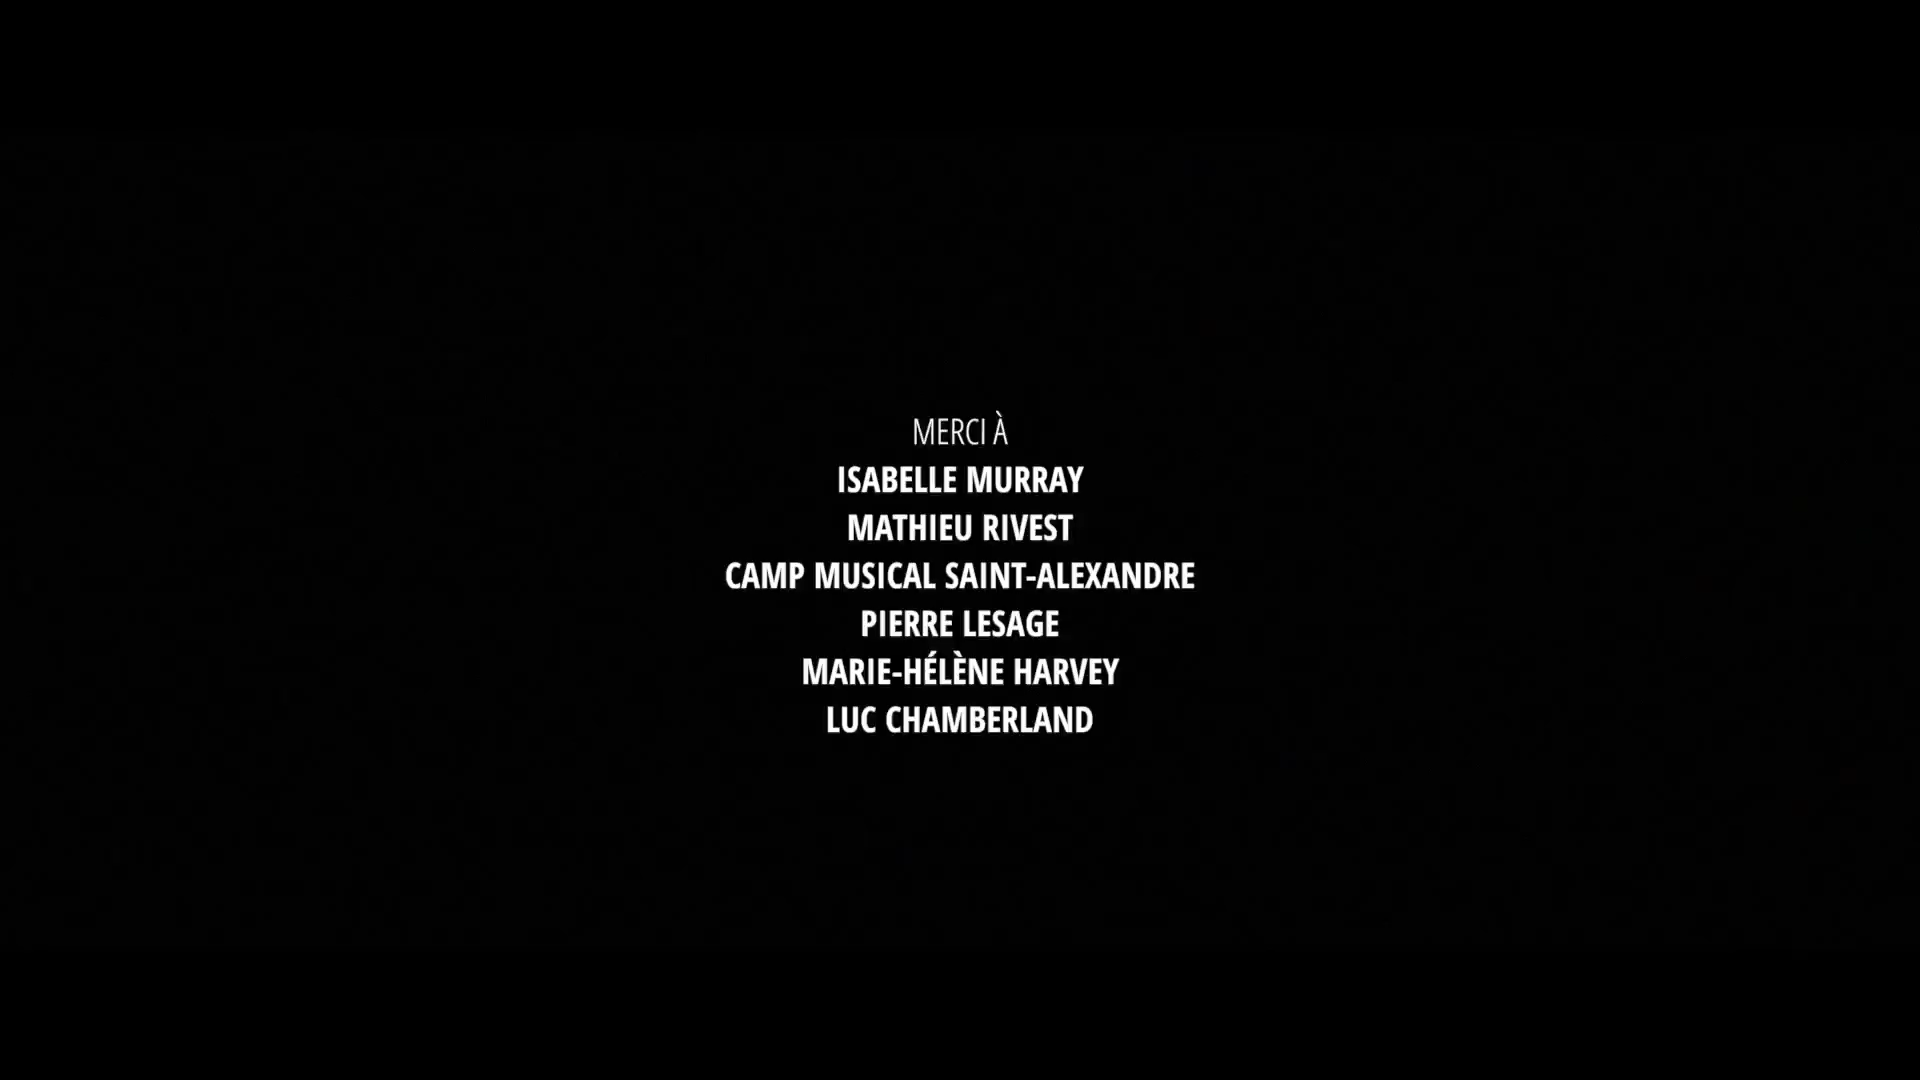 MERCI À
ISABELLE MURRAY
MATHIEU RIVEST
CAMP MUSICAL SAINT-ALEXANDRE
PIERRE LESAGE
MARIE-HÉLÈNE HARVEY
LUC CHAMBERLAND